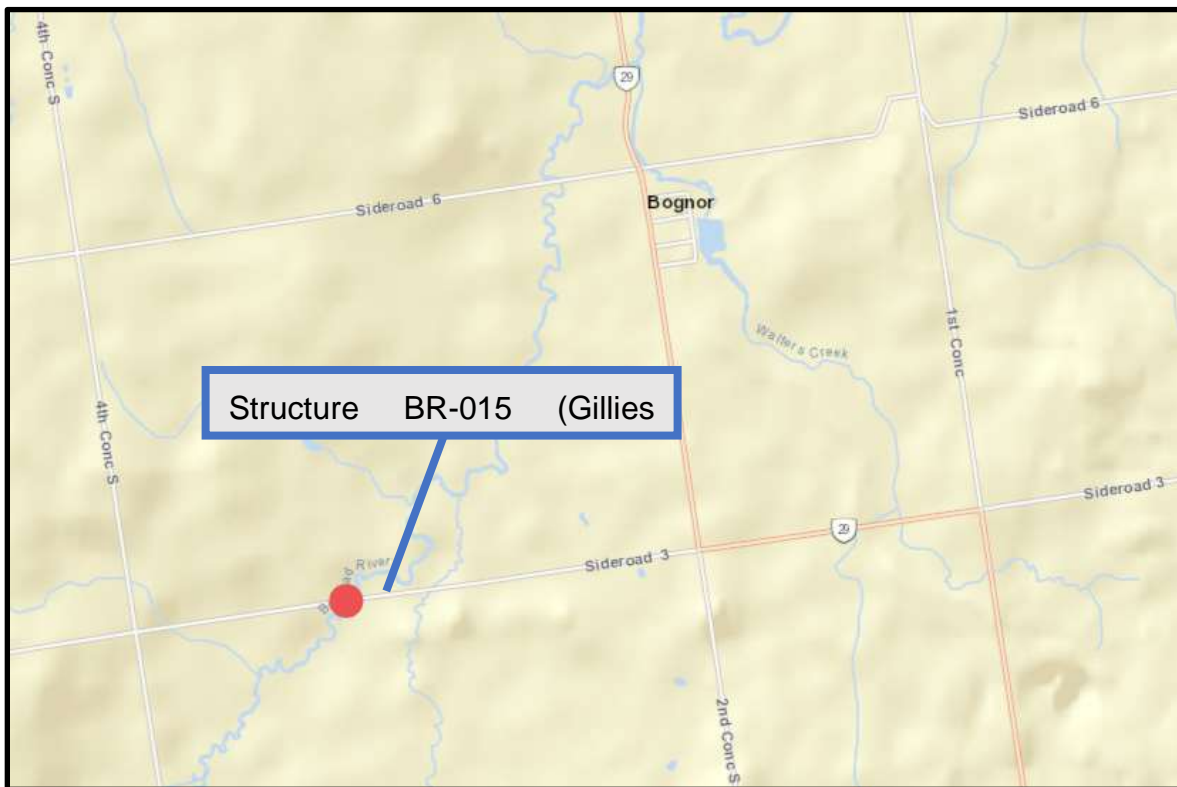 4th Conc S
29
Sideroad 6
Sideroad 6
Bognor
1st Conc
Walters Creek
Structure BR-015 (Gillies
4th Conc S
Sideroad 3
29
Sideroad 3
River
2nd Conc S